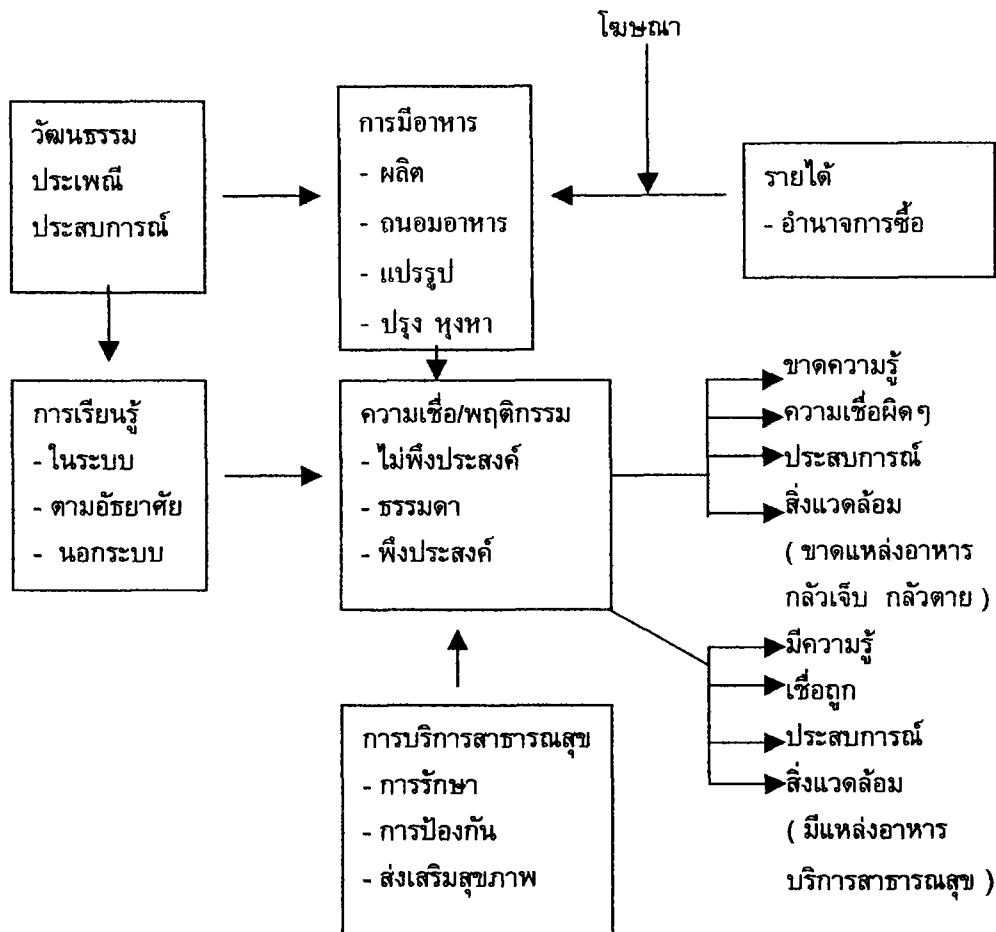 โฆษณา
วัฒนธรรม
ประเพณี
ประสบการณ์
การมีอาหาร
- ผลิต
- ถนอมอาหาร
- แปรรูป
- ปรุง หุงหา
รายได้
- อำนาจการซื้อ
การเรียนรู้
- ในระบบ
- ตามอัธยาศัย
- นอกระบบ
ความเชื่อ/พฤติกรรม
- ไม่พึงประสงค์
- ธรรมดา
- พึงประสงค์
ขาดความรู้
ความเชื่อผิดๆ
ประสบการณ์
สิ่งแวดล้อม
( ขาดแหล่งอาหาร
กลัวเจ็บ กลัวตาย )
มีความรู้
เชื่อถูก
ประสบการณ์
สิ่งแวดล้อม
( มีแหล่งอาหาร
บริการสาธารณสุข )
การบริการสาธารณสุข
- การรักษา
- การป้องกัน
- ส่งเสริมสุขภาพ